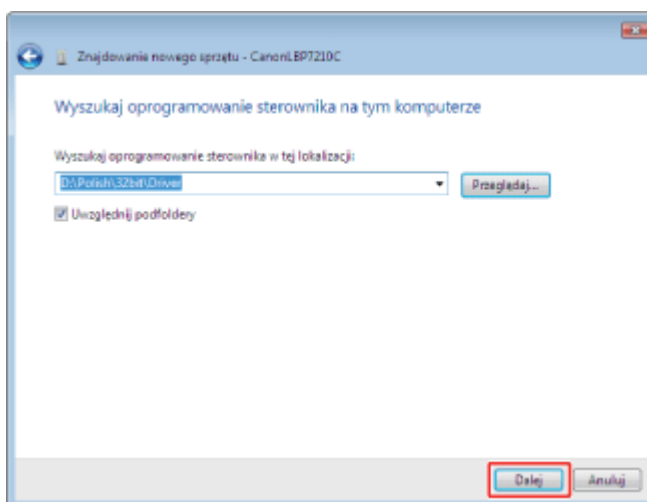 Znajdowanie nowego sprzętu - CanonLBP7210C
Wyszukaj oprogramowanie sterownika na tym komputerze
Wyszukaj oprogramowanie sterownika w tej lokalizacji:
D:\Polish\32bit\Driver
Przeglądaj...
Uwzględnij podfoldery
Dalej
Anuluj